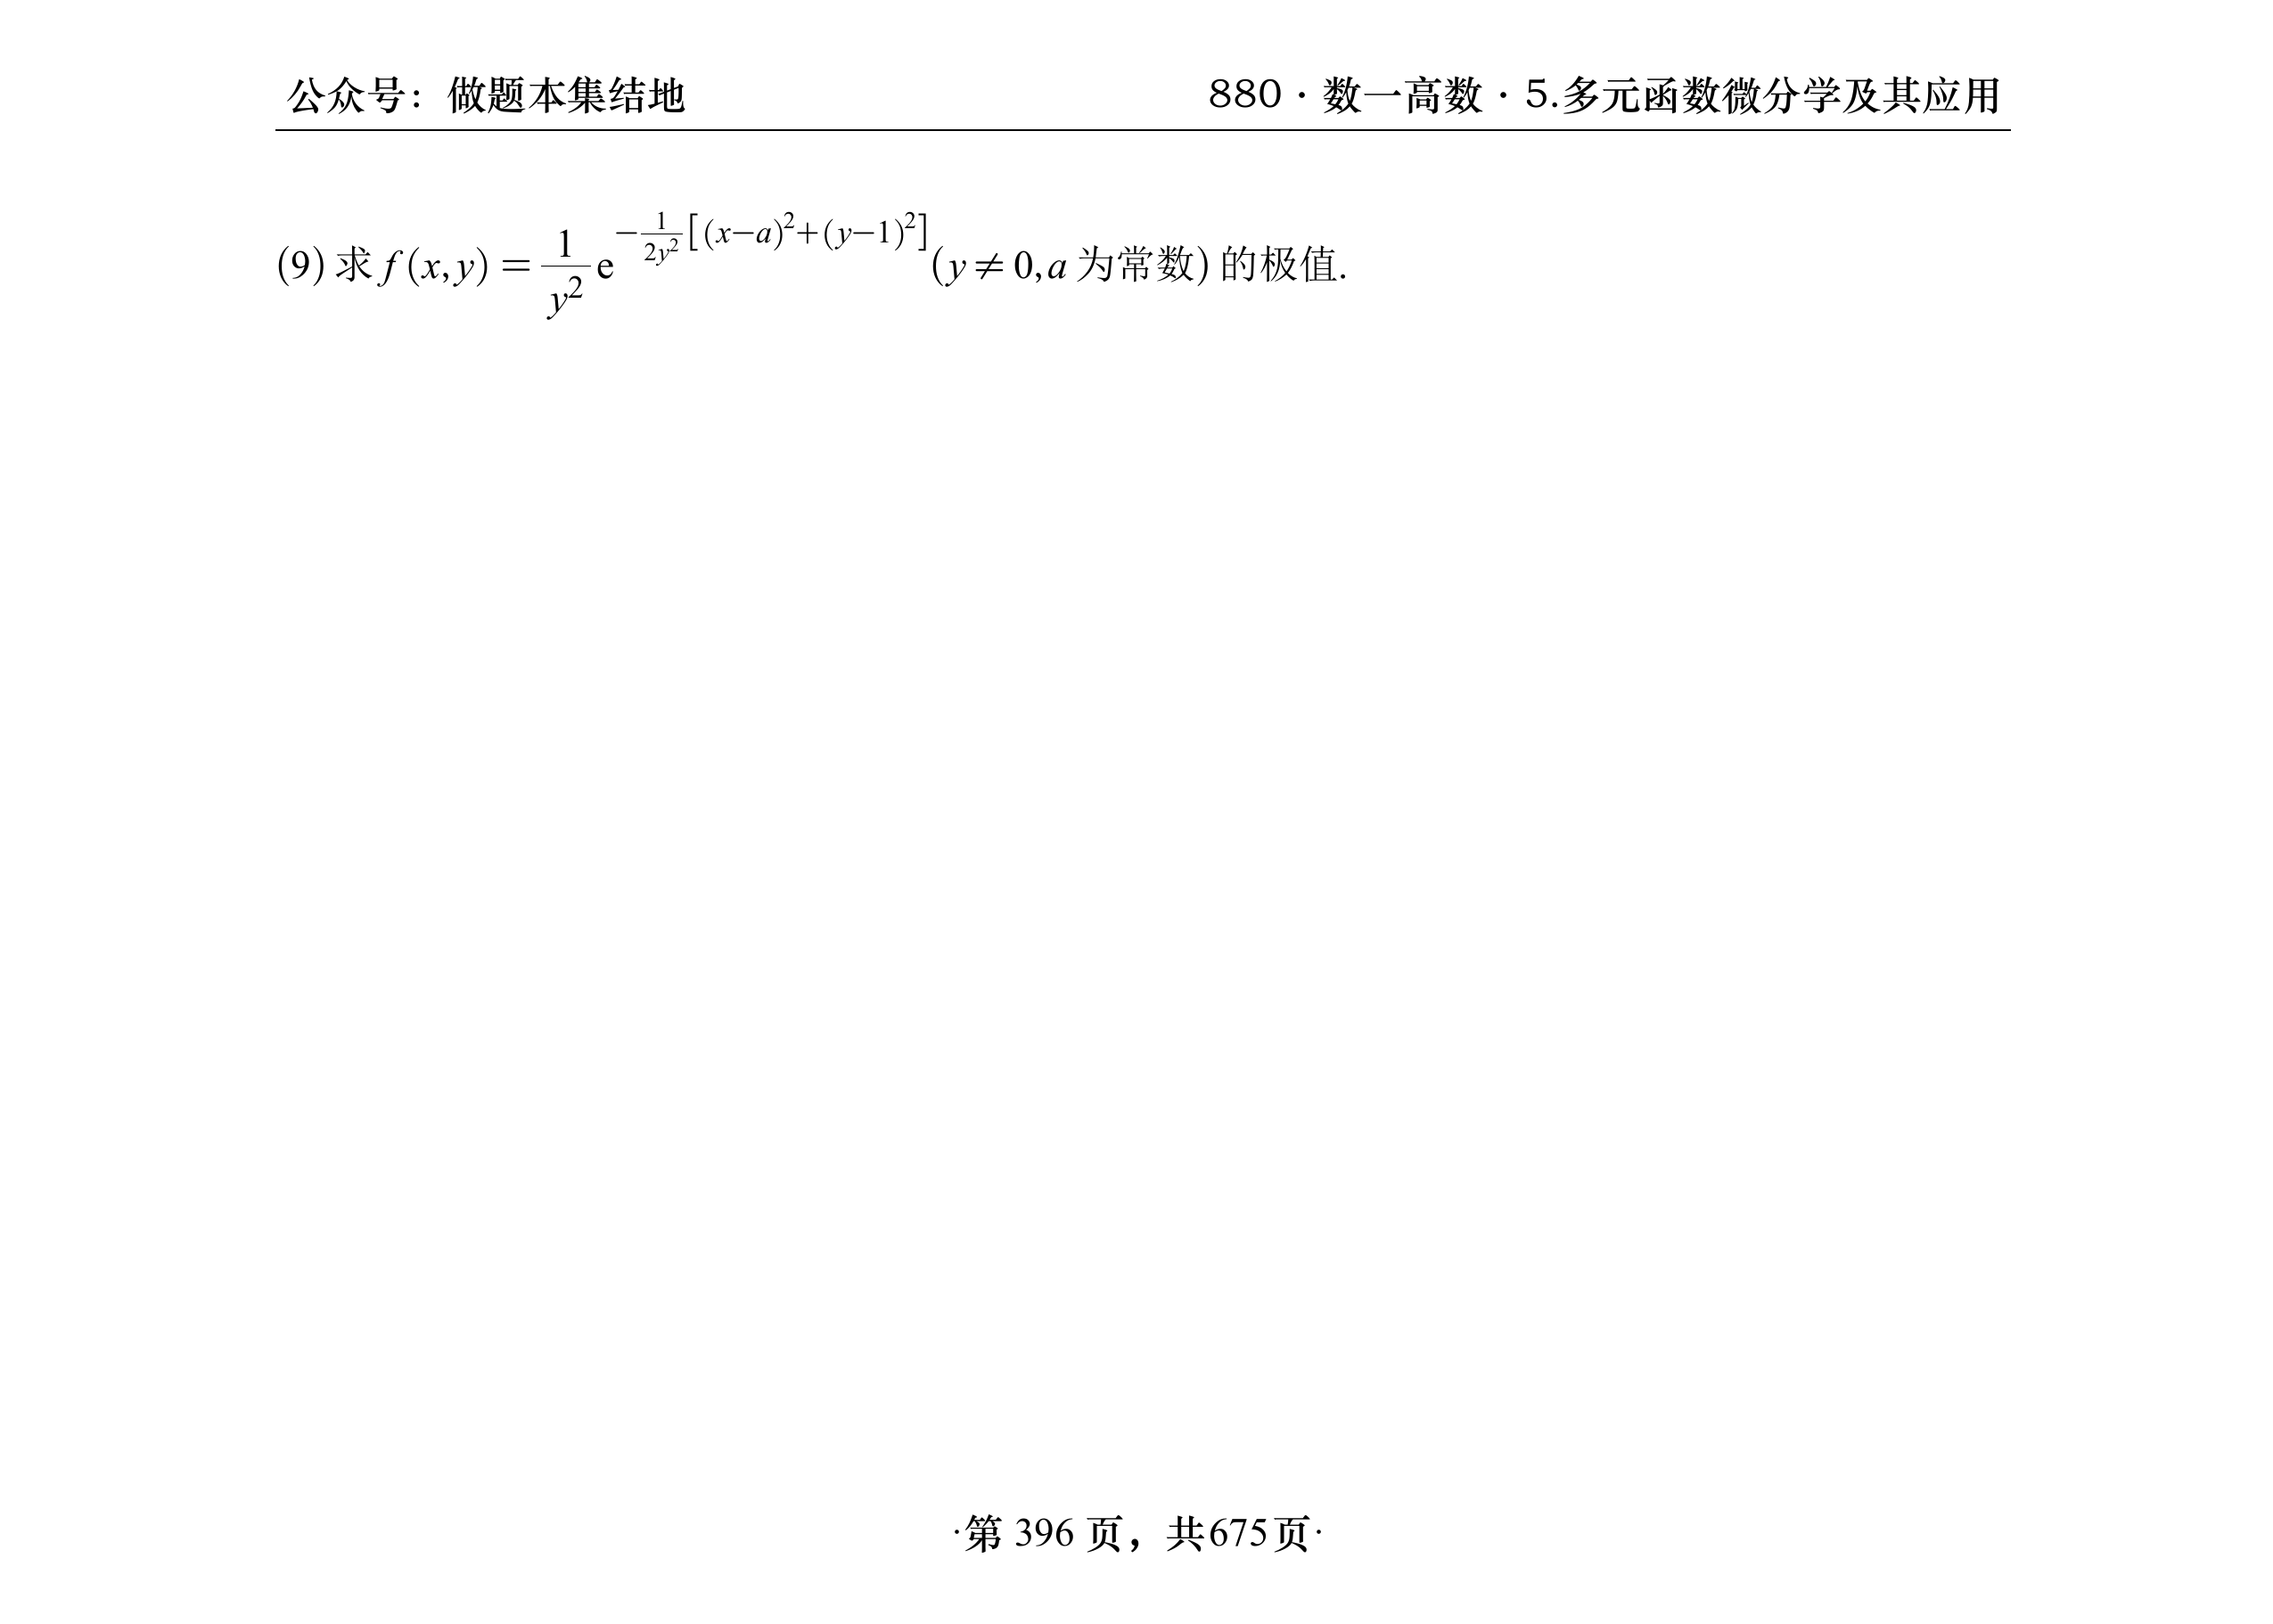 公众号：做题本集结地
880·数一高数·5.多元函数微分学及其应用
(9) 求 $f(x,y)=\frac{1}{y^2}e^{-\frac{1}{2y^2}[(x-a)^2+(y-1)^2]}$ (y≠0, a 为常数) 的极值.
·第 396 页，共675页·